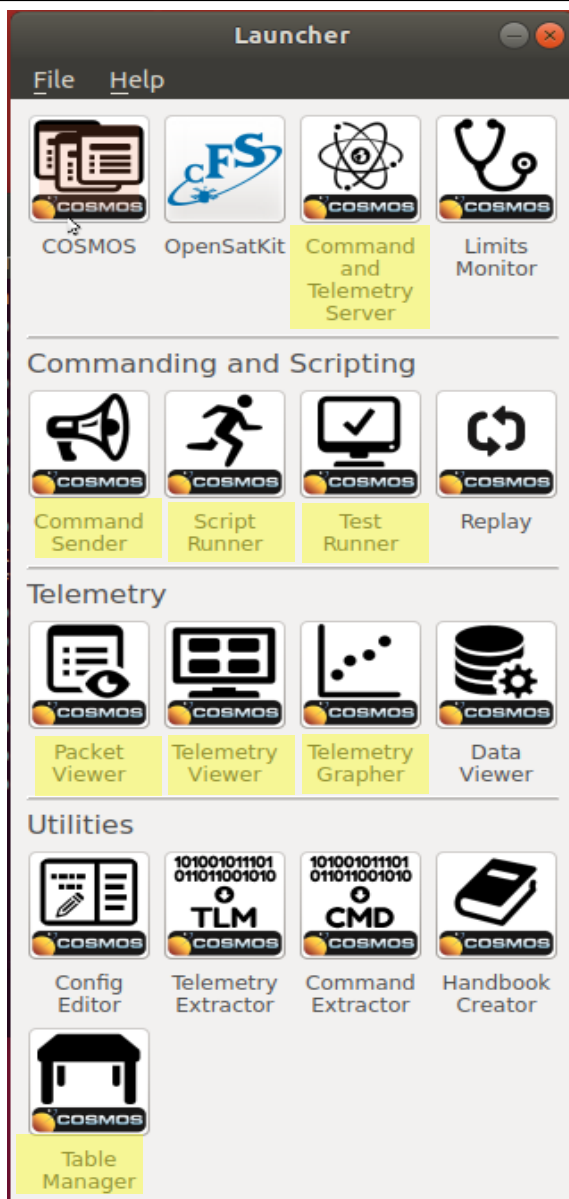 Launcher
File Help
COSMOS cFS COSMOS COSMOS
COSMOS OpenSatKit Command Limits
and Monitor
Telemetry
Server
Commanding and Scripting
COSMOS COSMOS COSMOS COSMOS
Command Script Test Replay
Sender Runner Runner
Telemetry
COSMOS COSMOS COSMOS COSMOS
Packet Telemetry Telemetry Data
Viewer Viewer Grapher Viewer
Utilities
101001011101 101001011101
011011001010 011011001010
TLM CMD
COSMOS COSMOS COSMOS COSMOS
Config Telemetry Command Handbook
Editor Extractor Extractor Creator
COSMOS
Table
Manager